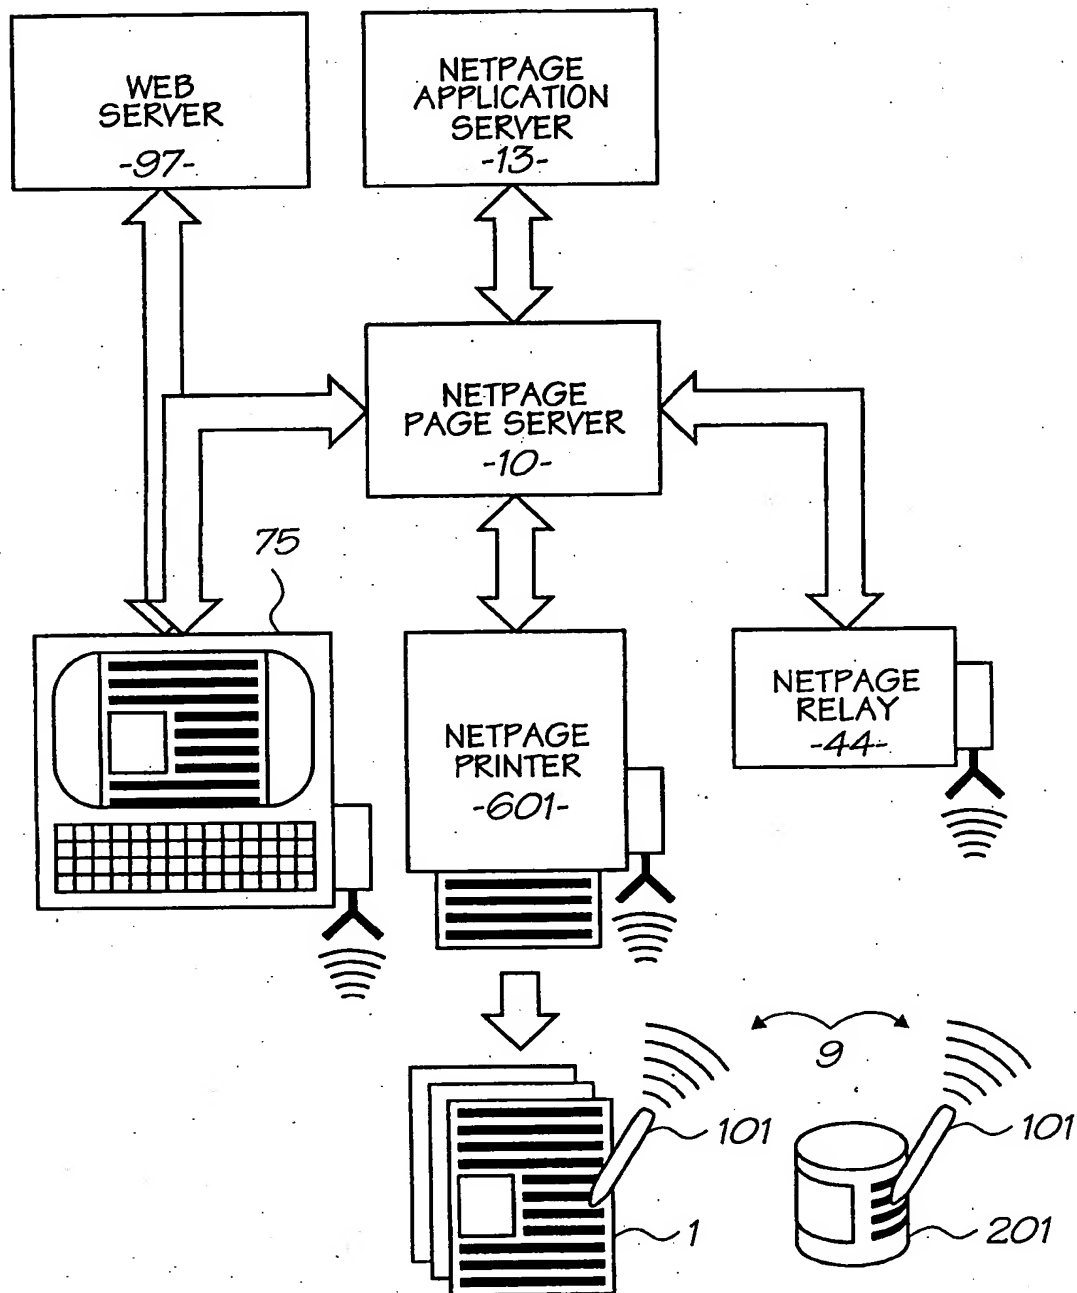 WEB
SERVER
-97-
NETPAGE
APPLICATION
SERVER
-13-
NETPAGE
PAGE SERVER
-10-
75
NETPAGE
PRINTER
-601-
NETPAGE
RELAY
-44-
9
101
101
1
201